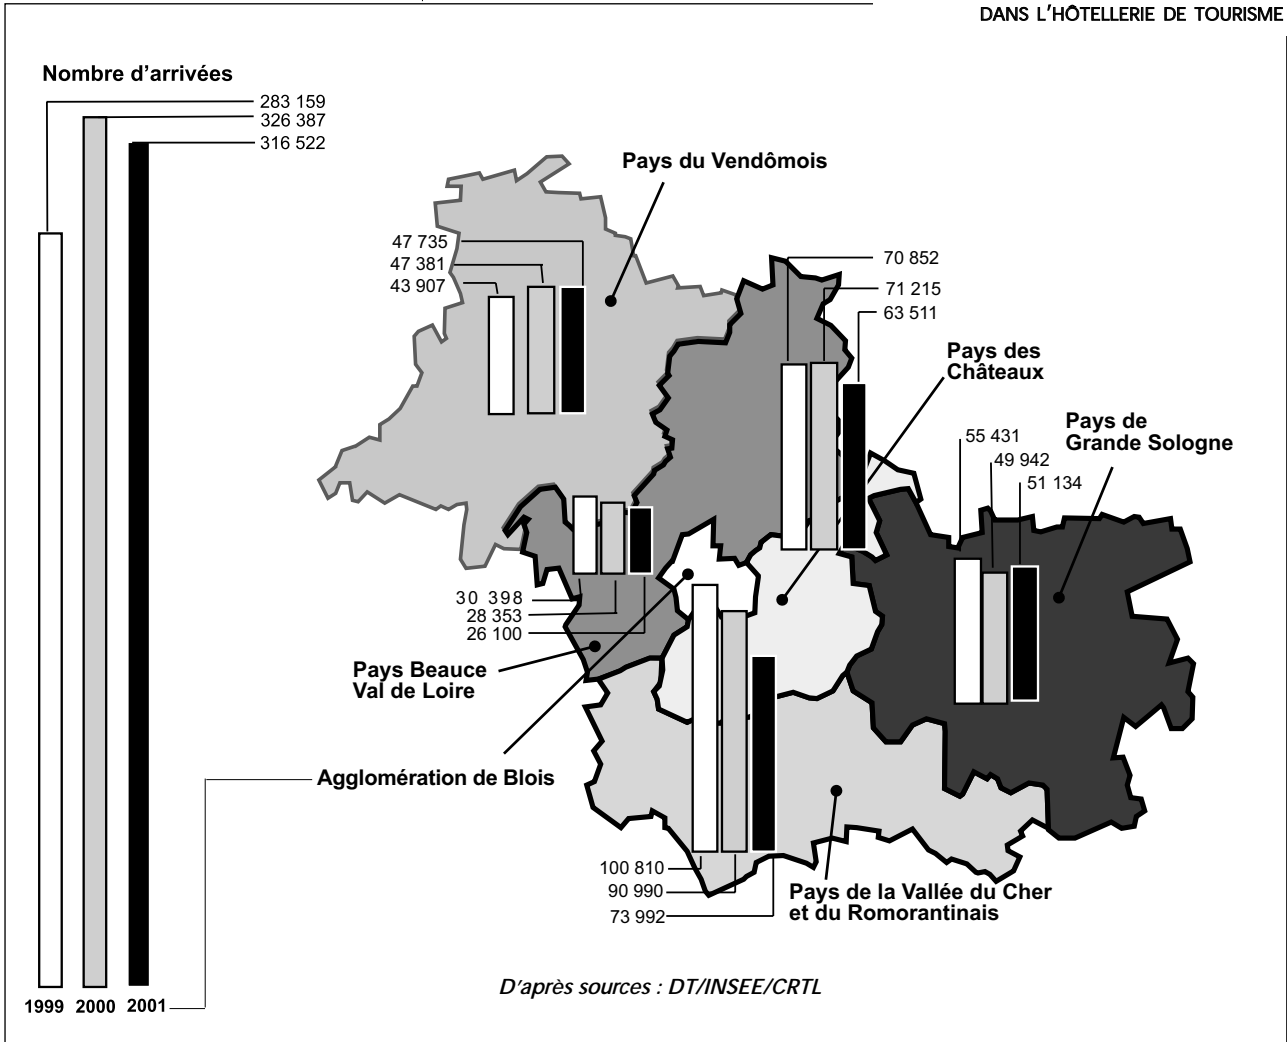 DANS L'HÔTELLERIE DE TOURISME
Nombre d'arrivées
283 159
326 387
316 522
Pays du Vendômois
47 735
47 381
43 907
70 852
71 215
63 511
Pays des
Châteaux
Pays de
Grande Sologne
55 431
49 942
51 134
30 398
28 353
26 100
Pays Beauce
Val de Loire
Agglomération de Blois
100 810
90 990
73 992
Pays de la Vallée du Cher
et du Romorantinais
D'après sources : DT/INSEE/CRTL
1999 2000 2001